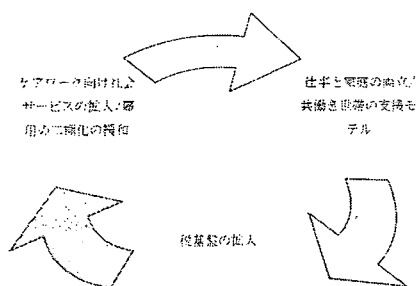 ケアワーク向け社会
サービスの拡大/雇
用の二極化の緩和
仕事と家庭の両立/
共働き世帯の支援モ
デル
税基盤の拡大